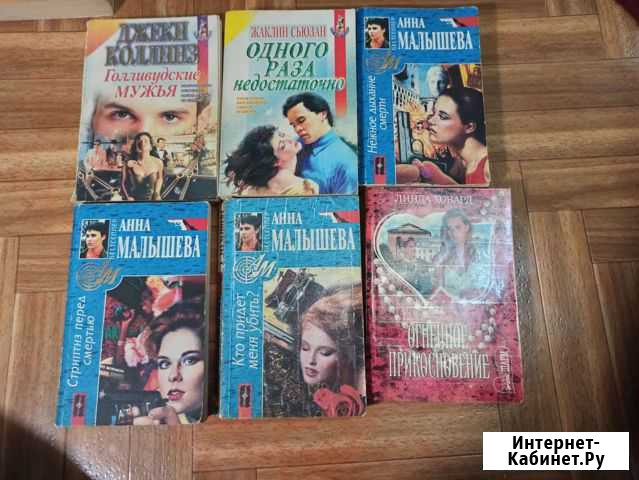 ДЖЕКИ
КОЛЛИНЗ
Голливудские
МУЖЬЯ
ЖАКЛИН СЬЮЗАН
ОДНОГО
РАЗА
недостаточно
АННА
МАЛЫШЕВА
Нежное дыхание
смерти
АННА
МАЛЫШЕВА
Стриптиз перед
смертью
АННА
МАЛЫШЕВА
Кто придет
меня убить?
ЛИНДА ХОВАРД
ОГНЕННОЕ
ПРИКОСНОВЕНИЕ
Интернет-
Кабинет.Ру